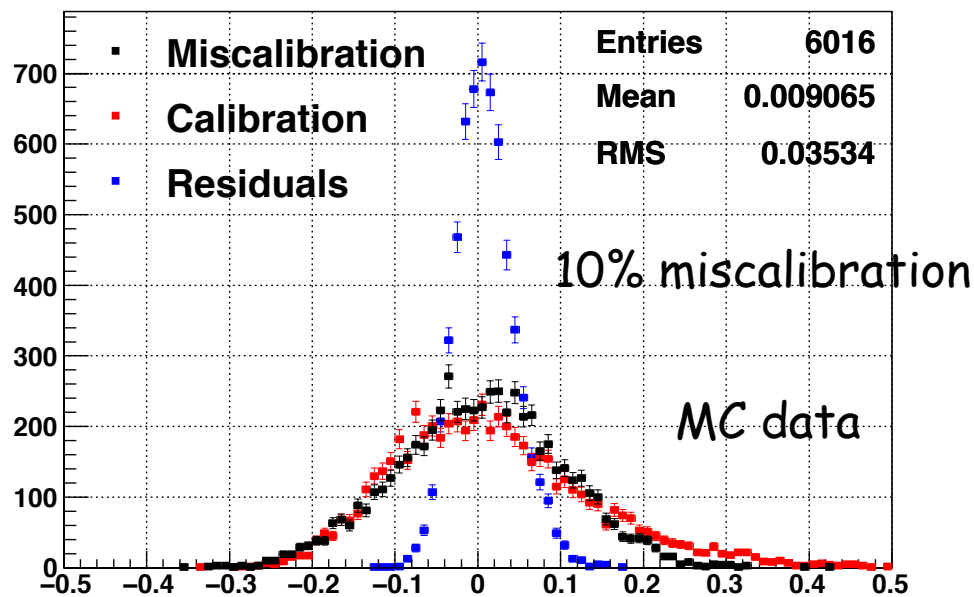 Miscalibration
Calibration
Residuals
Entries 6016
Mean 0.009065
RMS 0.03534
10% miscalibration
MC data
700
600
500
400
300
200
100
0
−0.5 −0.4 −0.3 −0.2 −0.1 0 0.1 0.2 0.3 0.4 0.5